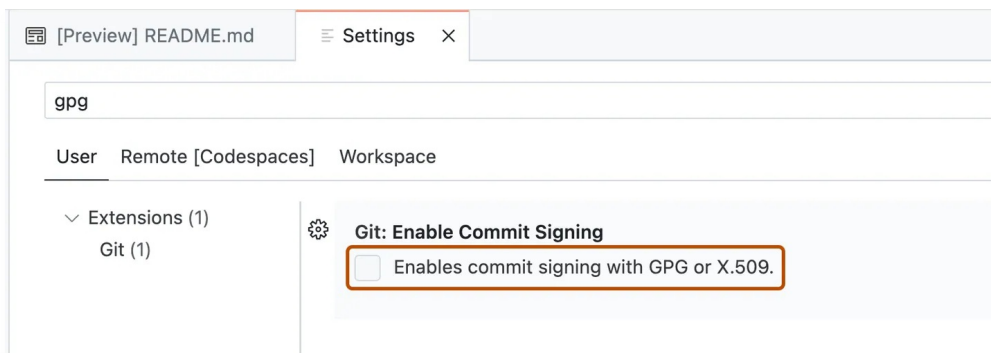 [Preview] README.md
Settings
gpg
User Remote [Codespaces] Workspace
Extensions (1)
Git (1)
Git: Enable Commit Signing
Enables commit signing with GPG or X.509.